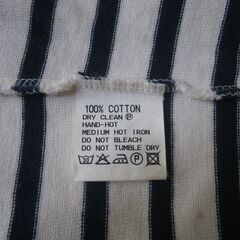 100% COTTON
DRY CLEAN Ⓟ
HAND-HOT
MEDIUM HOT IRON
DO NOT BLEACH
DO NOT TUMBLE DRY